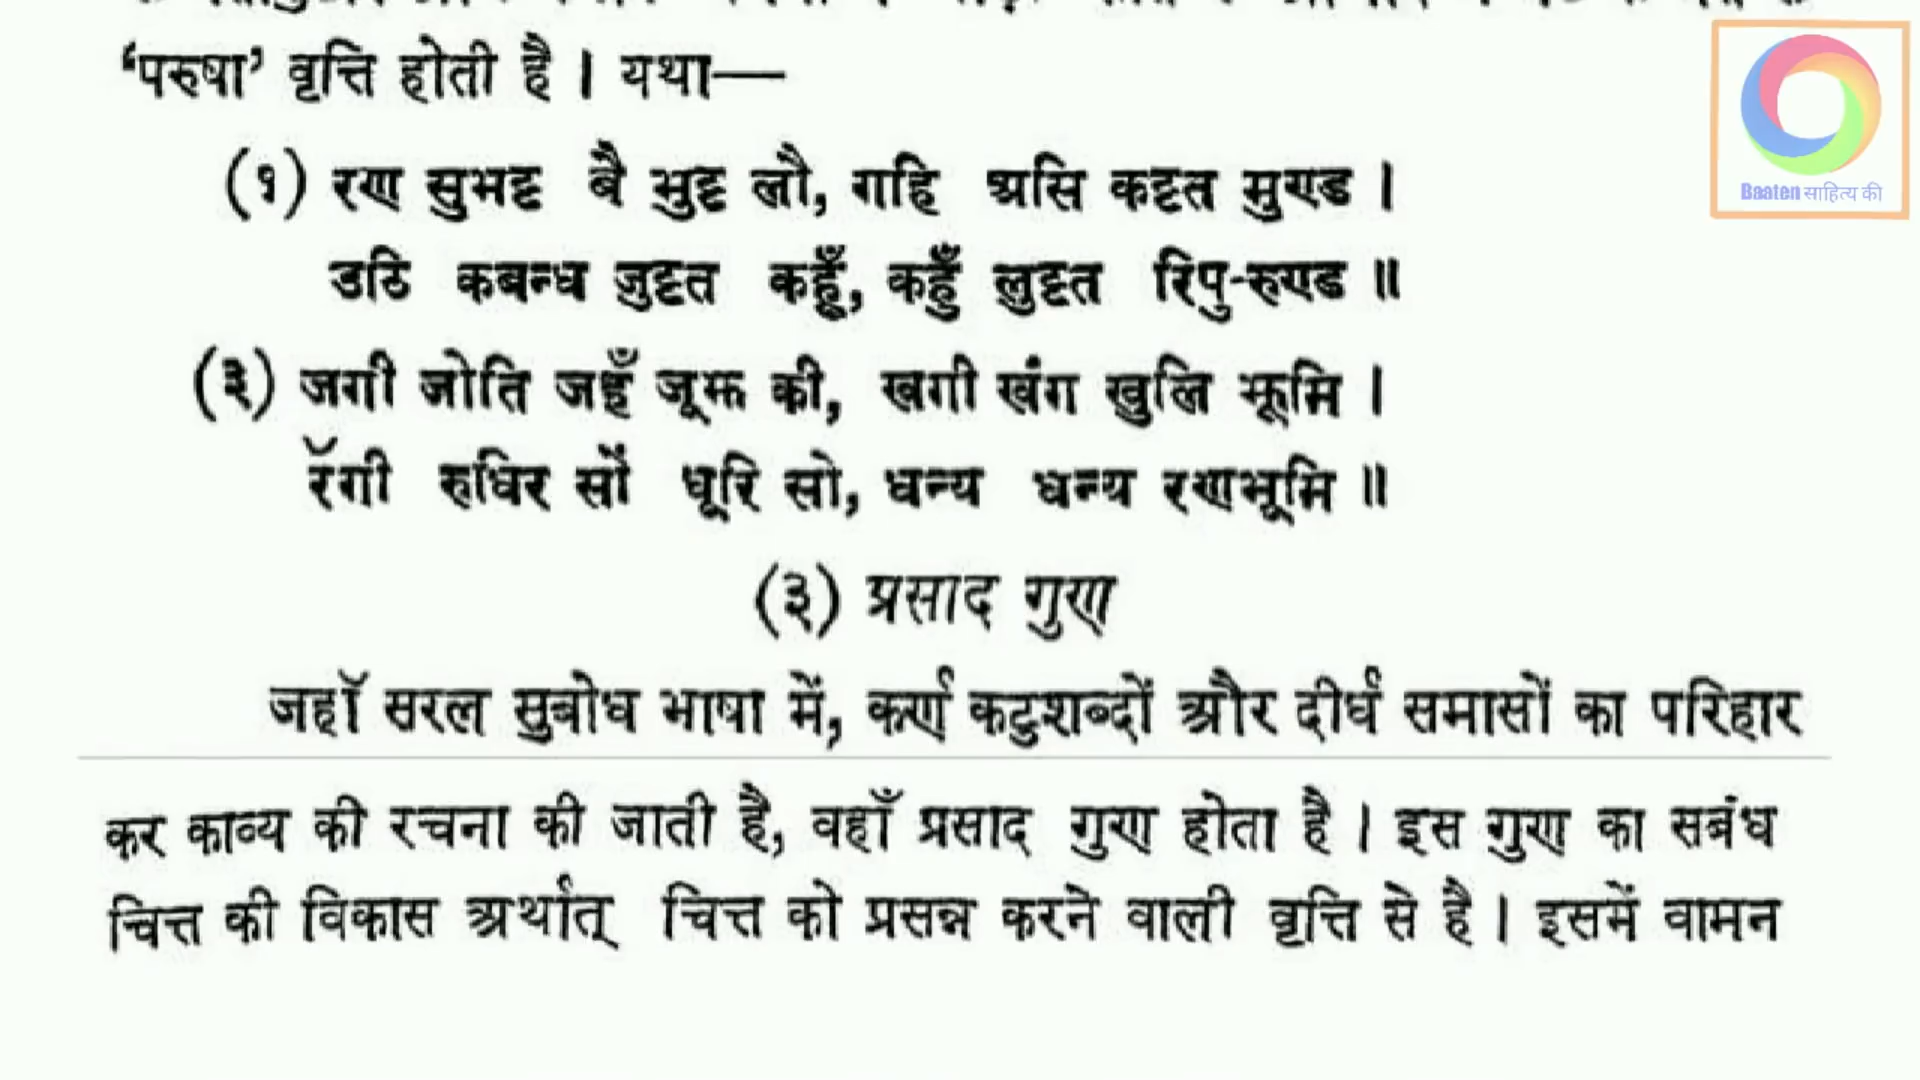 ‘परुषा’ वृत्ति होती है। यथा—
(१) रण सुभट्ट बै भुट्ट लौ, गहि असि कट्टत मुण्ड।
उठि कबन्ध जुट्टत कहूँ, कहुँ लुट्टत रिपु-रुण्ड॥
(३) जगी जोति जहँ जूझ की, खगी खंग खुलि झूमि।
रँगी रुधिर सों धूरि सो, धन्य धन्य रणभूमि॥
(३) प्रसाद गुण
जहॉ सरल सुबोध भाषा में, कर्ण कटुशब्दों और दीर्घ समासों का परिहार
कर काव्य की रचना की जाती है, वहाँ प्रसाद गुण होता है। इस गुण का सबंध
चित्त की विकास अर्थात् चित्त को प्रसन्न करने वाली वृत्ति से है। इसमें वामन
Baaten साहित्य की